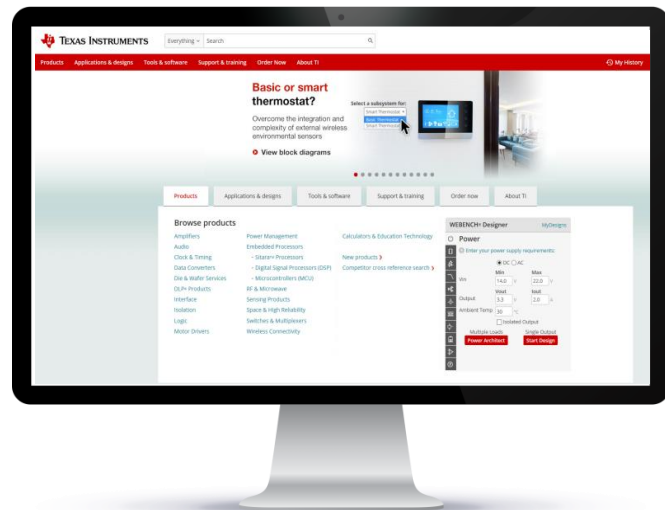 TEXAS INSTRUMENTS
Everything
Search
Products
Applications & designs
Tools & software
Support & training
Order Now
About TI
My History
Basic or smart
thermostat?
Overcome the integration and
complexity of external wireless
environmental sensors
View block diagrams
Select a subsystem for:
Smart Thermostat
Basic Thermostat
Smart Thermostat
Products
Applications & designs
Tools & software
Support & training
Order now
About TI
Browse products
Amplifiers
Audio
Clock & Timing
Data Converters
Die & Wafer Services
DLP® Products
Interface
Isolation
Logic
Motor Drivers
Power Management
Embedded Processors
- Sitara™ Processors
- Digital Signal Processors (DSP)
- Microcontrollers (MCU)
RF & Microwave
Sensing Products
Space & High Reliability
Switches & Multiplexers
Wireless Connectivity
Calculators & Education Technology
New products
Competitor cross reference search
WEBENCH® Designer
MyDesigns
Power
Enter your power supply requirements:
DC AC
Min Max
Vin 14.0 V 22.0 V
Vout Iout
Output 3.3 V 2.0 A
Ambient Temp 30 °C
Isolated Output
Multiple Loads
Single Output
Power Architect
Start Design